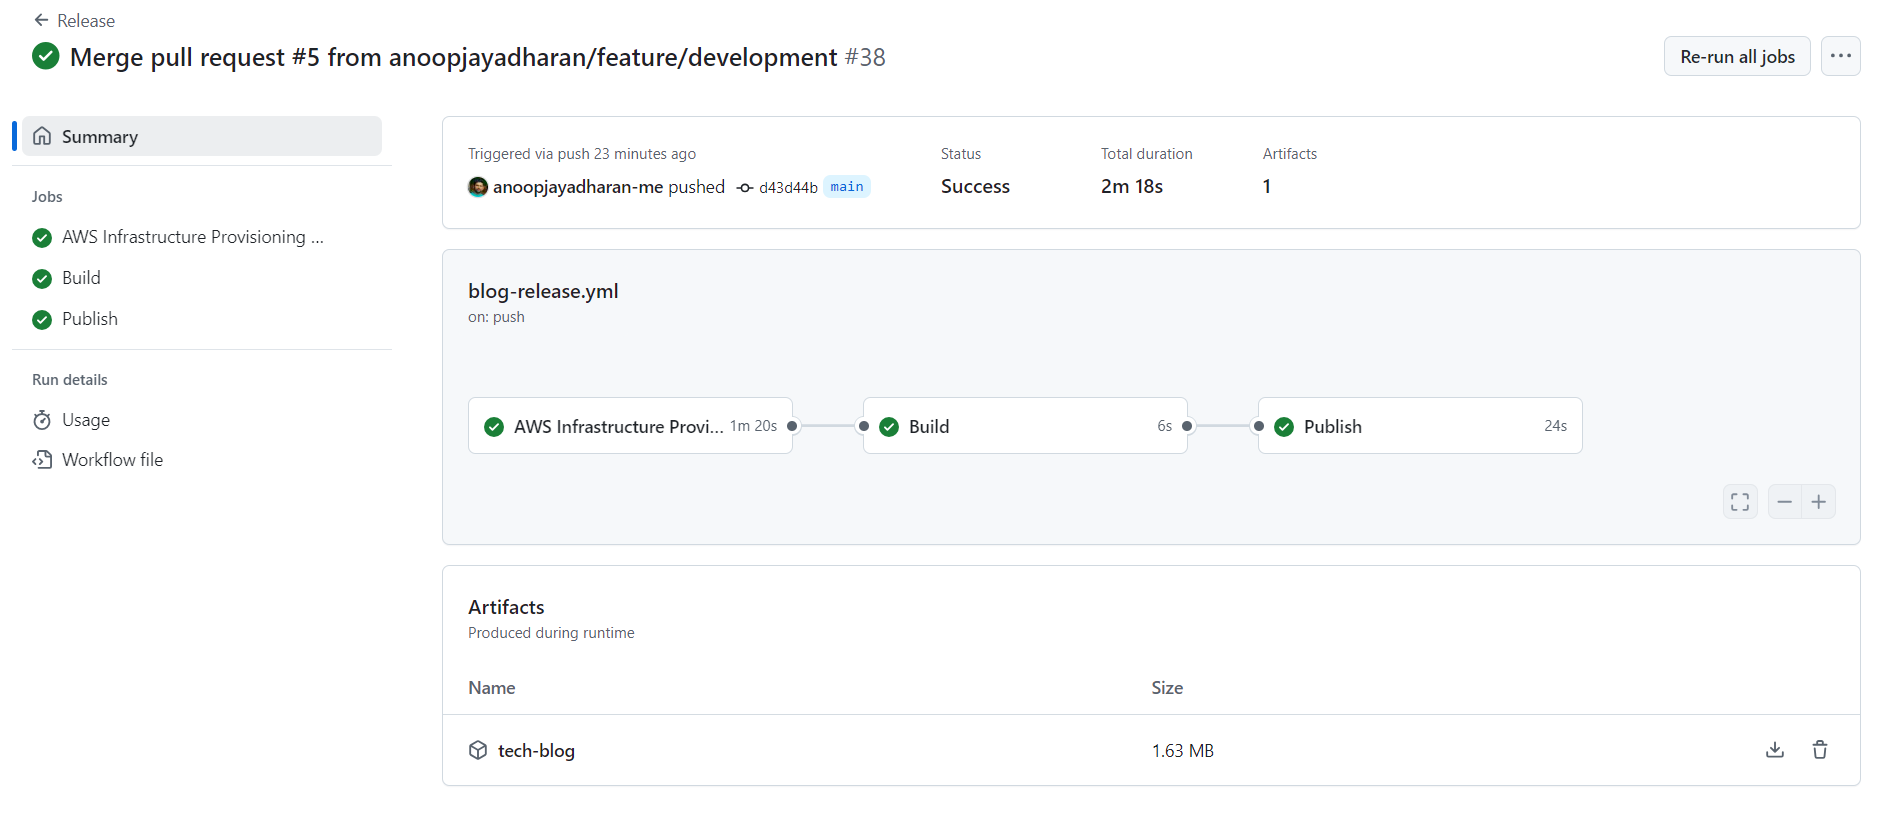 Release
Merge pull request #5 from anoopjayadharan/feature/development #38
Re-run all jobs
Summary
Jobs
AWS Infrastructure Provisioning ...
Build
Publish
Run details
Usage
Workflow file
Triggered via push 23 minutes ago
anoopjayadharan-me pushed d43d44b main
Status
Success
Total duration
2m 18s
Artifacts
1
blog-release.yml
on: push
AWS Infrastructure Provi... 1m 20s
Build 6s
Publish 24s
Artifacts
Produced during runtime
Name Size
tech-blog 1.63 MB